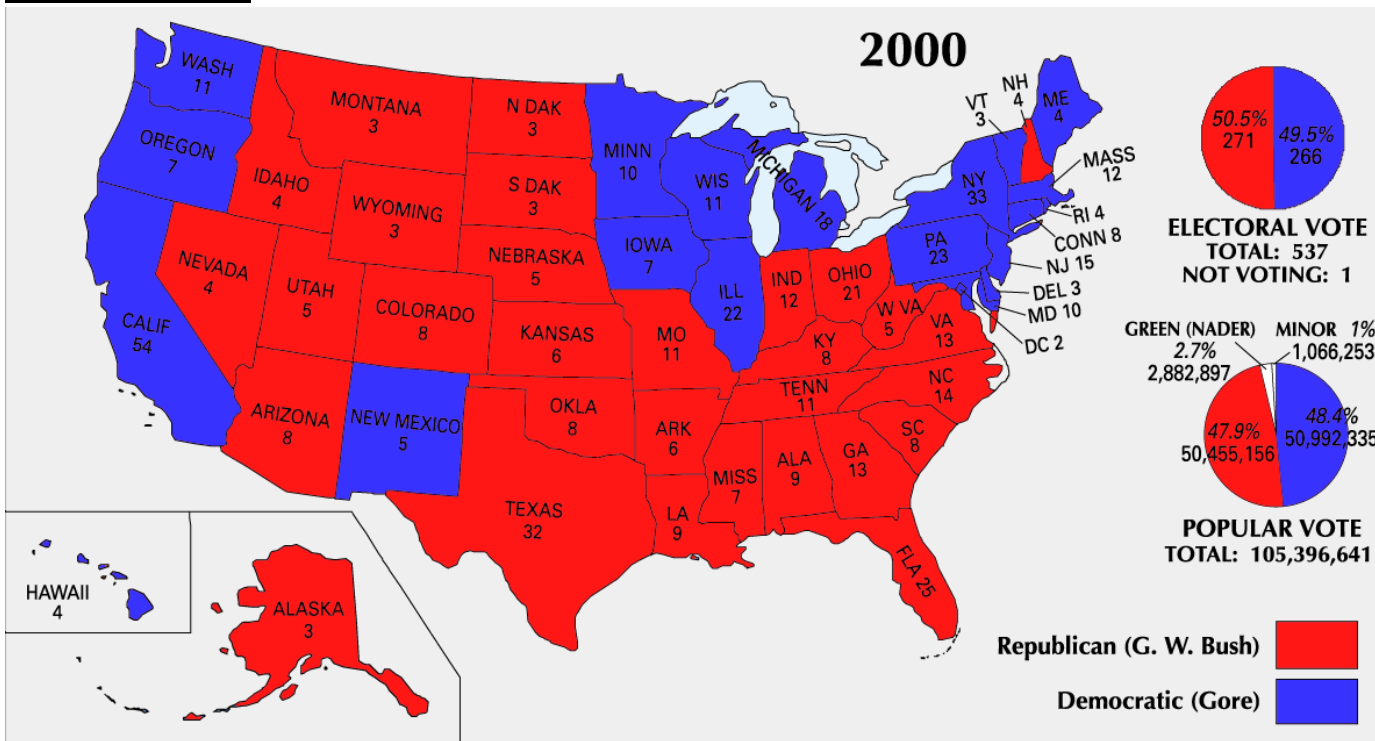 2000
WASH
11
OREGON
7
CALIF
54
NEVADA
4
IDAHO
4
MONTANA
3
WYOMING
3
UTAH
5
ARIZONA
8
COLORADO
8
NEW MEXICO
5
N DAK
3
S DAK
3
NEBRASKA
5
KANSAS
6
OKLA
8
TEXAS
32
MINN
10
IOWA
7
MO
11
ARK
6
LA
9
WIS
11
ILL
22
MICHIGAN 18
IND
12
OHIO
21
KY
8
TENN
11
MISS
7
ALA
9
GA
13
FLA 25
SC
8
NC
14
VA
13
W VA
5
PA
23
NY
33
VT
3
NH
4
ME
4
MASS
12
RI 4
CONN 8
NJ 15
DEL 3
MD 10
DC 2
HAWAII
4
ALASKA
3
50.5%
271
49.5%
266
ELECTORAL VOTE
TOTAL: 537
NOT VOTING: 1
GREEN (NADER)
2.7%
2,882,897
MINOR 1%
1,066,253
47.9%
50,455,156
48.4%
50,992,335
POPULAR VOTE
TOTAL: 105,396,641
Republican (G. W. Bush)
Democratic (Gore)